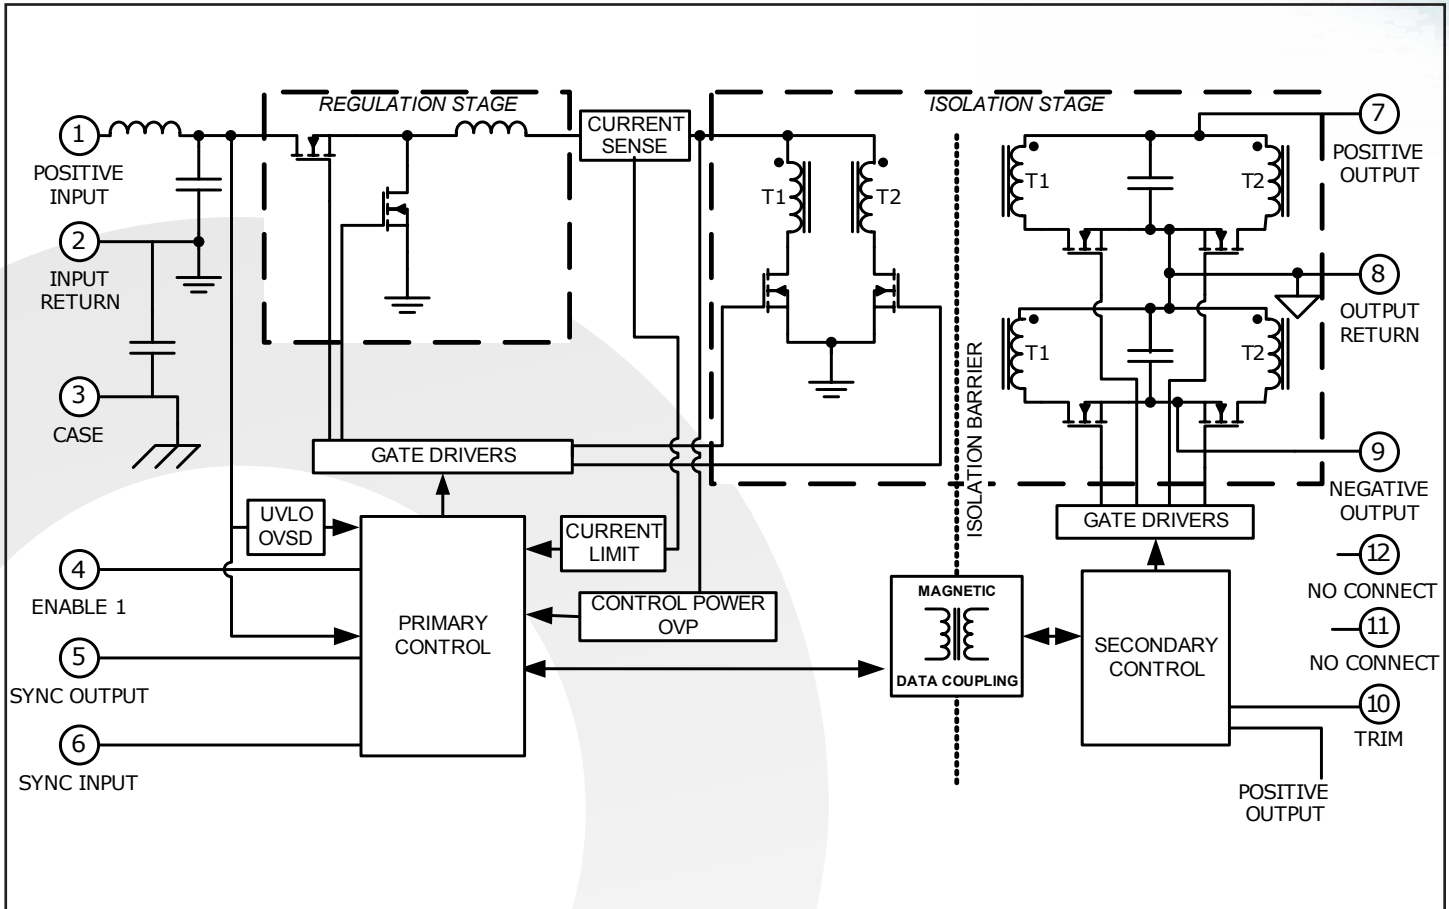 REGULATION STAGE
ISOLATION STAGE
1
POSITIVE
INPUT
2
INPUT
RETURN
3
CASE
4
ENABLE 1
5
SYNC OUTPUT
6
SYNC INPUT
CURRENT
SENSE
T1
T2
GATE DRIVERS
UVLO
OVSD
CURRENT
LIMIT
CONTROL POWER
OVP
PRIMARY
CONTROL
ISOLATION BARRIER
MAGNETIC
DATA COUPLING
T1
T2
T1
T2
GATE DRIVERS
SECONDARY
CONTROL
7
POSITIVE
OUTPUT
8
OUTPUT
RETURN
9
NEGATIVE
OUTPUT
12
NO CONNECT
11
NO CONNECT
10
TRIM
POSITIVE
OUTPUT